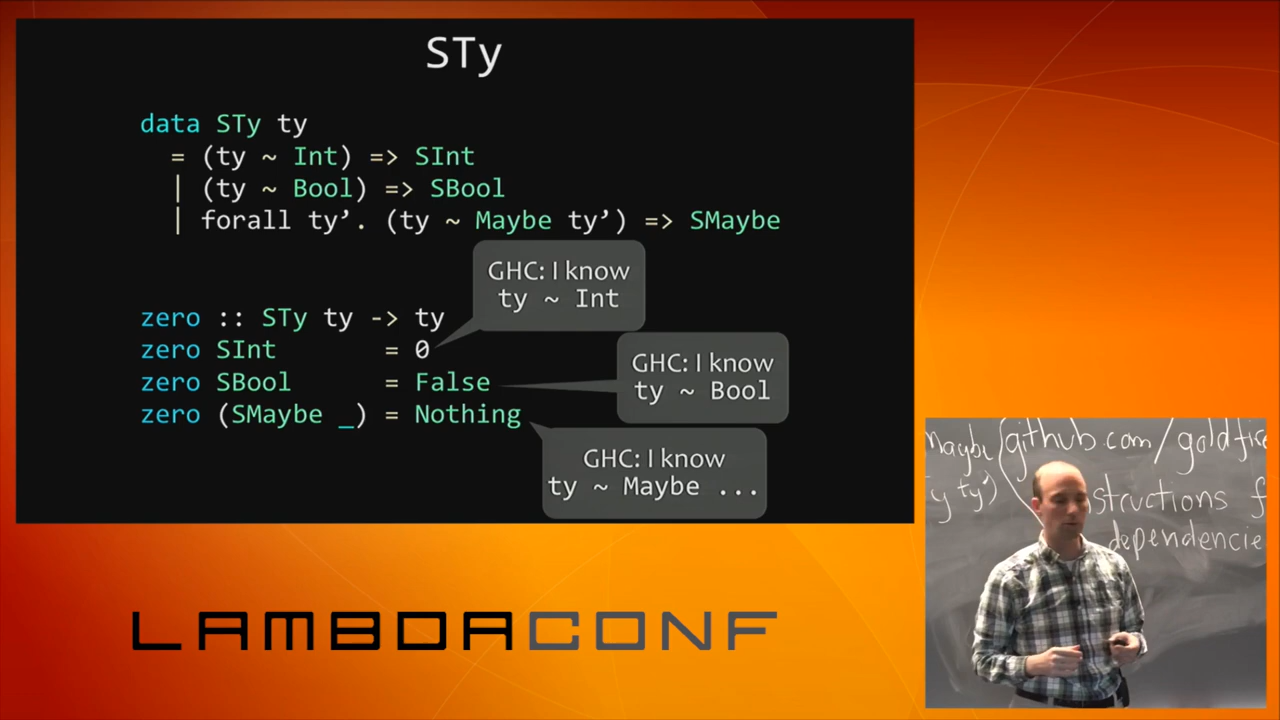 STy
data STy ty
= (ty ~ Int) => SInt
| (ty ~ Bool) => SBool
| forall ty’. (ty ~ Maybe ty’) => SMaybe
GHC: I know
ty ~ Int
zero :: STy ty -> ty
zero SInt = 0
zero SBool = False
zero (SMaybe _) = Nothing
GHC: I know
ty ~ Bool
GHC: I know
ty ~ Maybe ...
Maybe github.com/goldfire
ty')
structions f
dependencie
LAMBDACONF